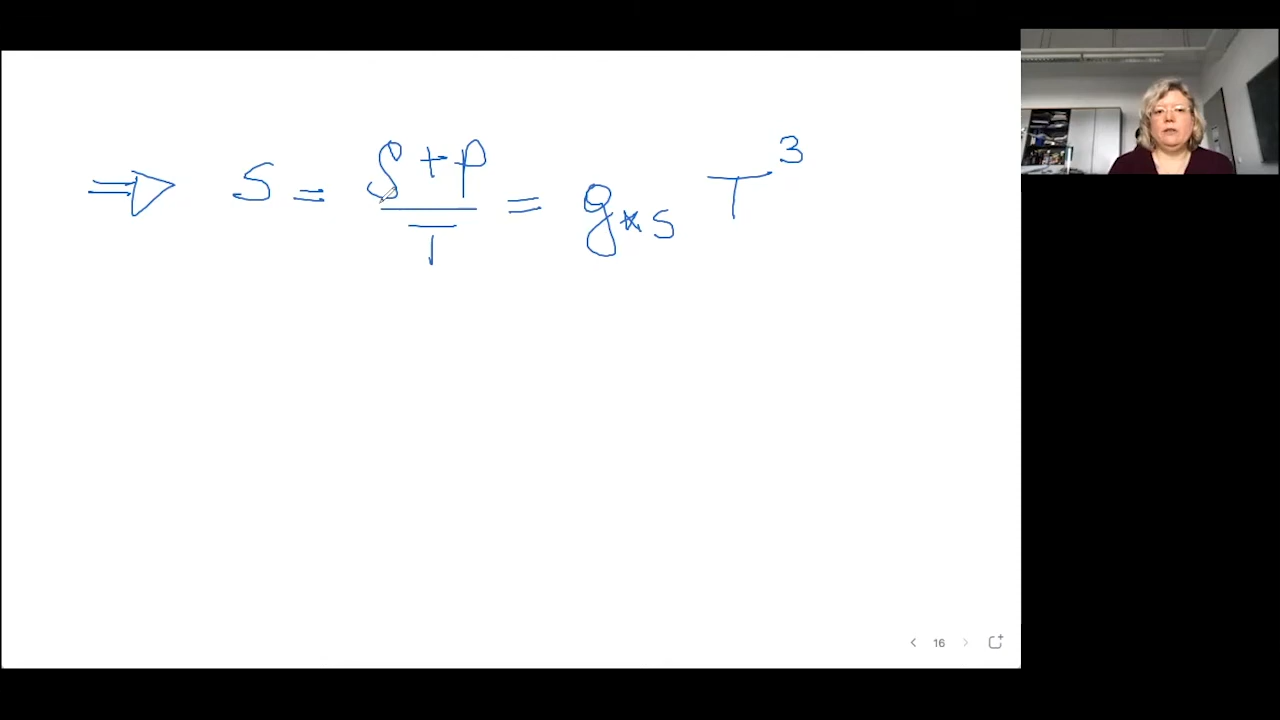 ⇒ S = (ρ + p) / T = g*s T³
16